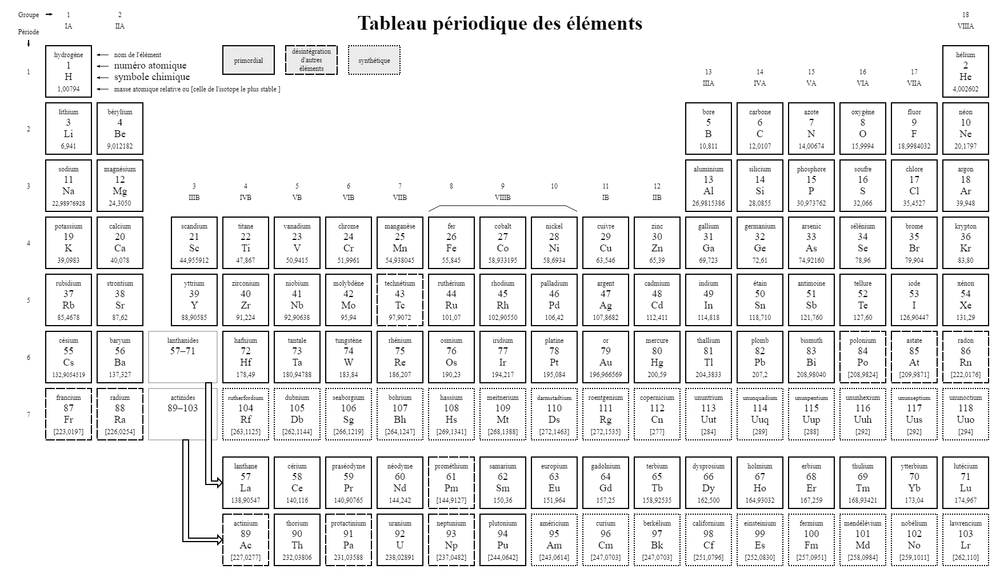 Tableau périodique des éléments
Groupe
1
IA
2
IIA
18
VIIIA
Période
hydrogène
1
H
1,00794
nom de l'élément
numéro atomique
symbole chimique
masse atomique relative ou [celle de l'isotope le plus stable ]
primordial
désintégration
d'autres
éléments
synthétique
13
IIIA
14
IVA
15
VA
16
VIA
17
VIIA
hélium
2
He
4,002602
1
2
lithium
3
Li
6,941
bérylium
4
Be
9,012182
bore
5
B
10,811
carbone
6
C
12,0107
azote
7
N
14,00674
oxygène
8
O
15,9994
fluor
9
F
18,9984032
néon
10
Ne
20,1797
3
sodium
11
Na
22,98976928
magnésium
12
Mg
24,3050
3
IIIB
4
IVB
5
VB
6
VIB
7
VIIB
8
9
10
VIIIB
11
IB
12
IIB
aluminium
13
Al
26,9815386
silicium
14
Si
28,0855
phosphore
15
P
30,973762
soufre
16
S
32,066
chlore
17
Cl
35,4527
argon
18
Ar
39,948
4
potassium
19
K
39,0983
calcium
20
Ca
40,078
scandium
21
Sc
44,955912
titane
22
Ti
47,867
vanadium
23
V
50,9415
chrome
24
Cr
51,9961
manganèse
25
Mn
54,938045
fer
26
Fe
55,845
cobalt
27
Co
58,933195
nickel
28
Ni
58,6934
cuivre
29
Cu
63,546
zinc
30
Zn
65,39
gallium
31
Ga
69,723
germanium
32
Ge
72,61
arsenic
33
As
74,92160
sélénium
34
Se
78,96
brome
35
Br
79,904
krypton
36
Kr
83,80
5
rubidium
37
Rb
85,4678
strontium
38
Sr
87,62
yttrium
39
Y
88,90585
zirconium
40
Zr
91,224
niobium
41
Nb
92,90638
molybdène
42
Mo
95,94
technétium
43
Tc
97,9072
ruthérium
44
Ru
101,07
rhodium
45
Rh
102,90550
palladium
46
Pd
106,42
argent
47
Ag
107,8682
cadmium
48
Cd
112,411
indium
49
In
114,818
étain
50
Sn
118,710
antimoine
51
Sb
121,760
tellure
52
Te
127,60
iode
53
I
126,90447
xénon
54
Xe
131,29
6
césium
55
Cs
132,9054519
baryum
56
Ba
137,327
lanthanides
57–71
hafnium
72
Hf
178,49
tantale
73
Ta
180,94788
tungstène
74
W
183,84
rhénium
75
Re
186,207
osmium
76
Os
190,23
iridium
77
Ir
194,217
platine
78
Pt
195,084
or
79
Au
196,966569
mercure
80
Hg
200,59
thallium
81
Tl
204,3833
plomb
82
Pb
207,2
bismuth
83
Bi
208,98040
polonium
84
Po
[208,9824]
astate
85
At
[209,9871]
radon
86
Rn
[222,0176]
7
francium
87
Fr
[223,0197]
radium
88
Ra
[226,0254]
actinides
89–103
rutherfordium
104
Rf
[263,1125]
dubnium
105
Db
[262,1144]
seaborgium
106
Sg
[266,1219]
bohrium
107
Bh
[264,1247]
hassium
108
Hs
[269,1341]
meitnerium
109
Mt
[268,1388]
darmstadtium
110
Ds
[272,1463]
roentgenium
111
Rg
[272,1535]
copernicium
112
Cn
[277]
ununtrium
113
Uut
[284]
ununquadium
114
Uuq
[289]
ununpentium
115
Uup
[288]
ununhexium
116
Uuh
[292]
ununseptium
117
Uus
[292]
ununoctium
118
Uuo
[294]
lanthane
57
La
138,90547
cérium
58
Ce
140,116
praséodyme
59
Pr
140,90765
néodyme
60
Nd
144,242
prométhium
61
Pm
[144,9127]
samarium
62
Sm
150,36
europium
63
Eu
151,964
gadolnium
64
Gd
157,25
terbium
65
Tb
158,92535
dysprosium
66
Dy
162,500
holmium
67
Ho
164,93032
erbium
68
Er
167,259
thulium
69
Tm
168,93421
ytterbium
70
Yb
173,04
lutécium
71
Lu
174,967
actinium
89
Ac
[227,0277]
thorium
90
Th
232,03806
protactinium
91
Pa
231,03588
uranium
92
U
238,02891
neptunium
93
Np
[237,0482]
plutonium
94
Pu
[244,0642]
américium
95
Am
[243,0614]
curium
96
Cm
[247,0703]
berkélium
97
Bk
[247,0703]
californium
98
Cf
[251,0796]
einsteinium
99
Es
[252,0830]
fermium
100
Fm
[257,0951]
mendélévium
101
Md
[258,0984]
nobélium
102
No
[259,1011]
lawrencium
103
Lr
[262,110]